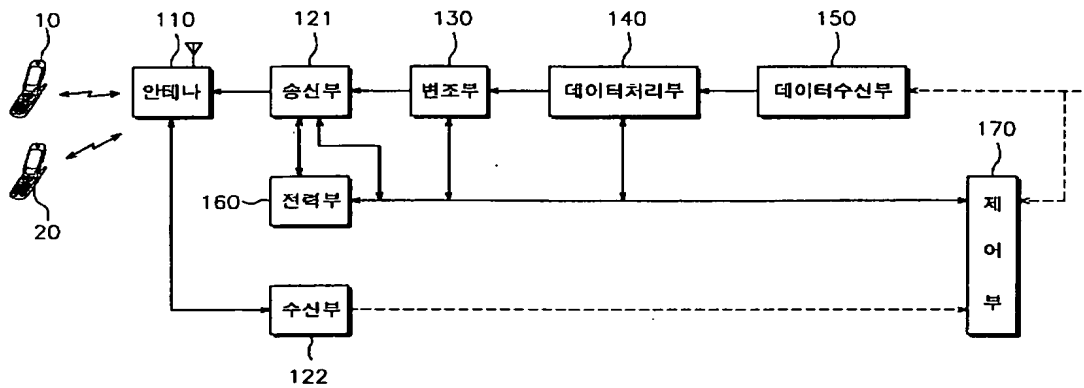 10
110
121
130
140
150
안테나
송신부
변조부
데이터처리부
데이터수신부
170
160
전력부
제
어
부
20
수신부
122